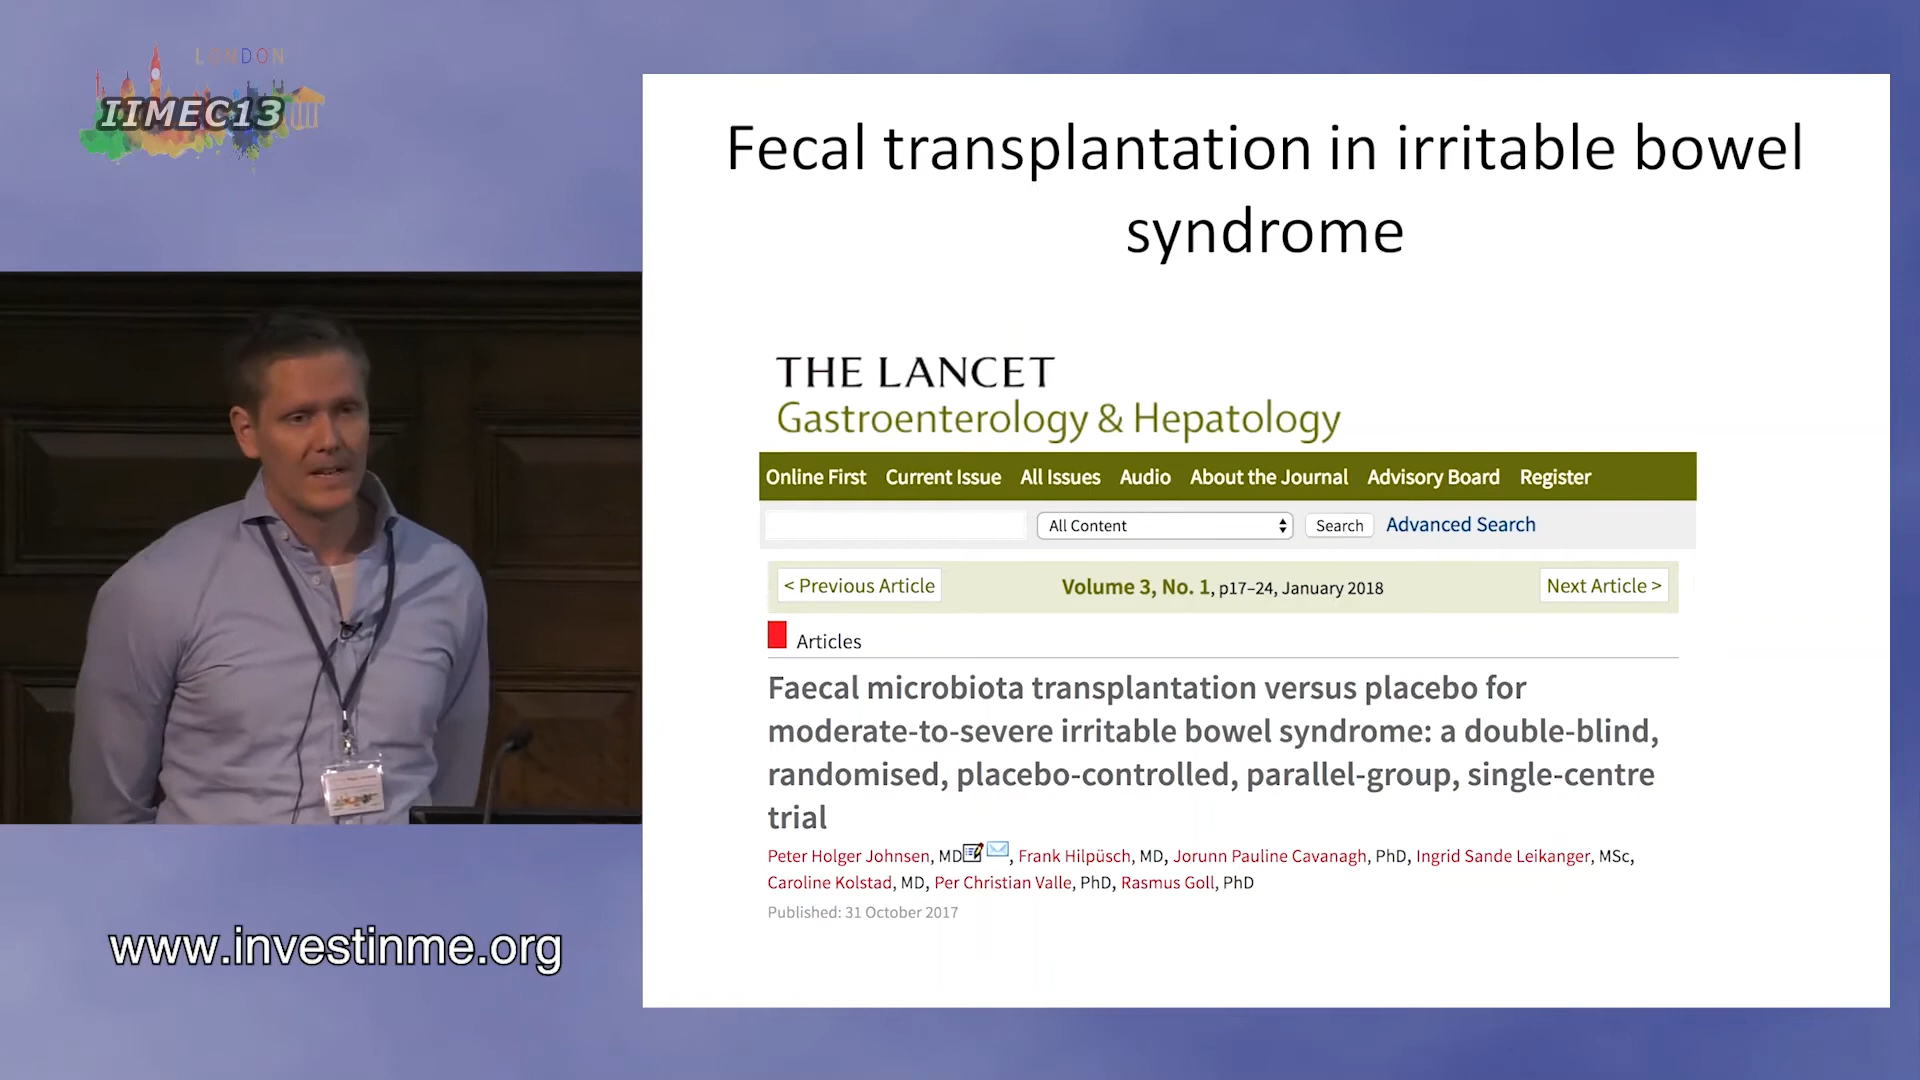 LONDON
IIMEC13
Fecal transplantation in irritable bowel
syndrome
THE LANCET
Gastroenterology & Hepatology
Online First Current Issue All Issues Audio About the Journal Advisory Board Register
All Content Search Advanced Search
< Previous Article Volume 3, No. 1, p17–24, January 2018 Next Article >
Articles
Faecal microbiota transplantation versus placebo for
moderate-to-severe irritable bowel syndrome: a double-blind,
randomised, placebo-controlled, parallel-group, single-centre
trial
Peter Holger Johnsen, MD, Frank Hilpüsch, MD, Jorunn Pauline Cavanagh, PhD, Ingrid Sande Leikanger, MSc,
Caroline Kolstad, MD, Per Christian Valle, PhD, Rasmus Goll, PhD
Published: 31 October 2017
www.investinme.org